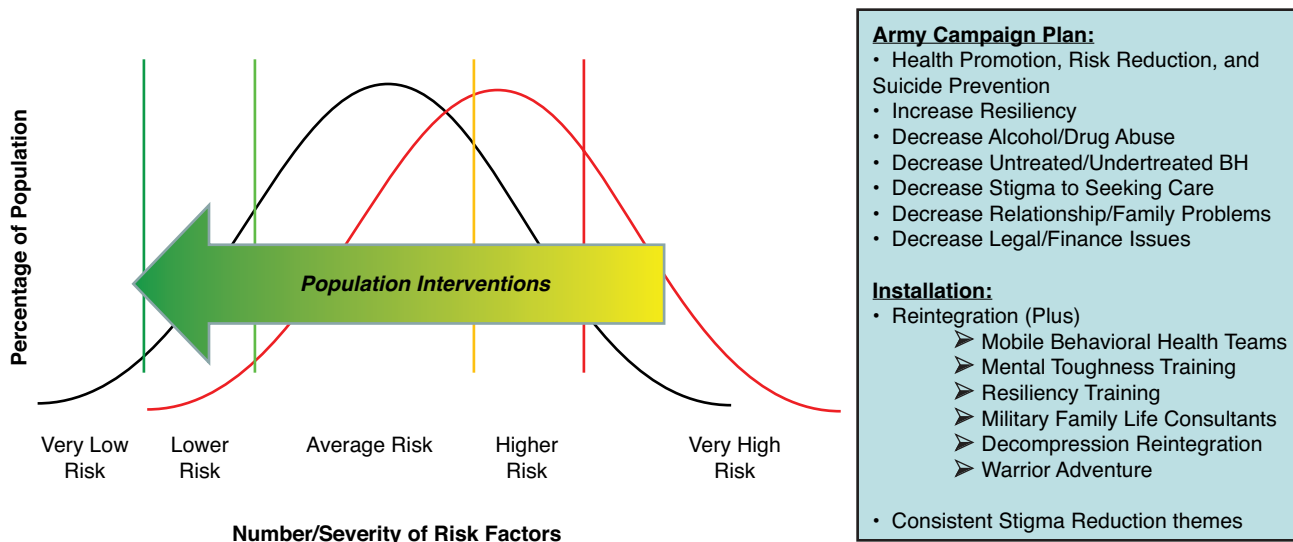 Percentage of Population
Population Interventions
Very Low
Risk
Lower
Risk
Average Risk
Higher
Risk
Very High
Risk
Number/Severity of Risk Factors
Army Campaign Plan:
• Health Promotion, Risk Reduction, and
Suicide Prevention
• Increase Resiliency
• Decrease Alcohol/Drug Abuse
• Decrease Untreated/Undertreated BH
• Decrease Stigma to Seeking Care
• Decrease Relationship/Family Problems
• Decrease Legal/Finance Issues
Installation:
• Reintegration (Plus)
➢ Mobile Behavioral Health Teams
➢ Mental Toughness Training
➢ Resiliency Training
➢ Military Family Life Consultants
➢ Decompression Reintegration
➢ Warrior Adventure
• Consistent Stigma Reduction themes